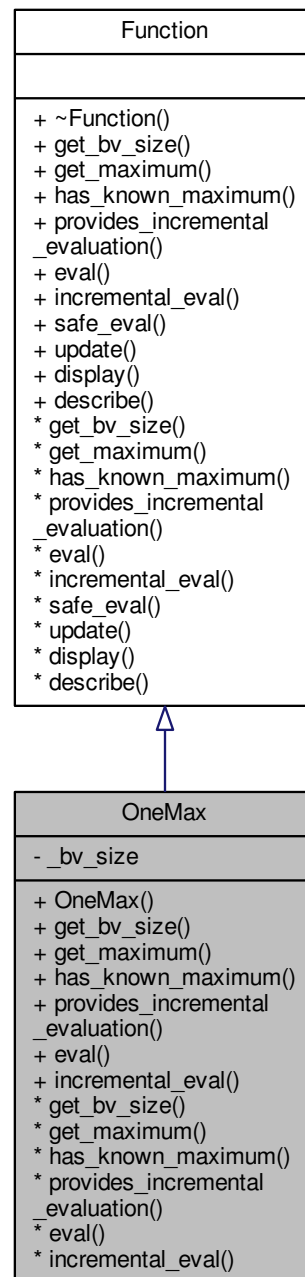 Function
+ ~Function()
+ get_bv_size()
+ get_maximum()
+ has_known_maximum()
+ provides_incremental
_evaluation()
+ eval()
+ incremental_eval()
+ safe_eval()
+ update()
+ display()
+ describe()
* get_bv_size()
* get_maximum()
* has_known_maximum()
* provides_incremental
_evaluation()
* eval()
* incremental_eval()
* safe_eval()
* update()
* display()
* describe()
OneMax
- _bv_size
+ OneMax()
+ get_bv_size()
+ get_maximum()
+ has_known_maximum()
+ provides_incremental
_evaluation()
+ eval()
+ incremental_eval()
* get_bv_size()
* get_maximum()
* has_known_maximum()
* provides_incremental
_evaluation()
* eval()
* incremental_eval()